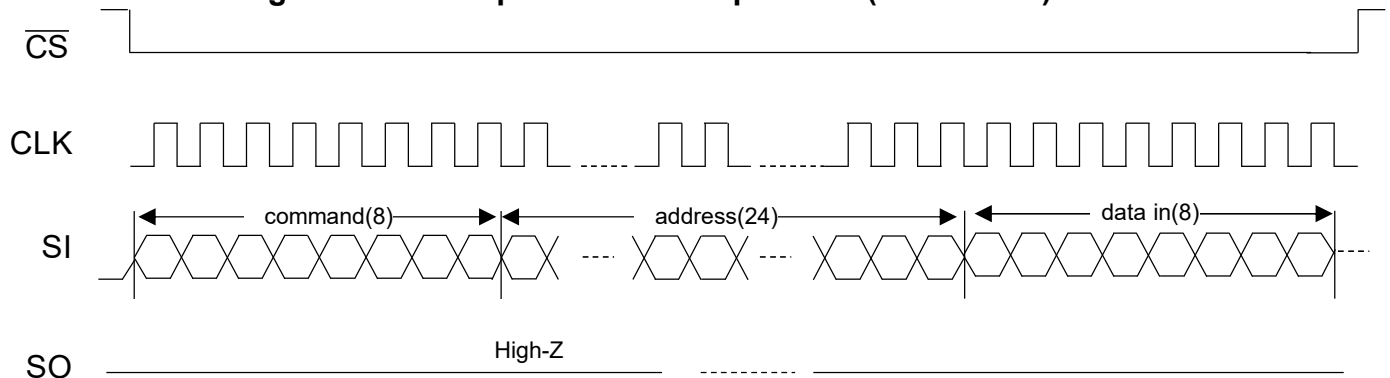 CS
CLK
command(8)
address(24)
data in(8)
SI
High-Z
SO